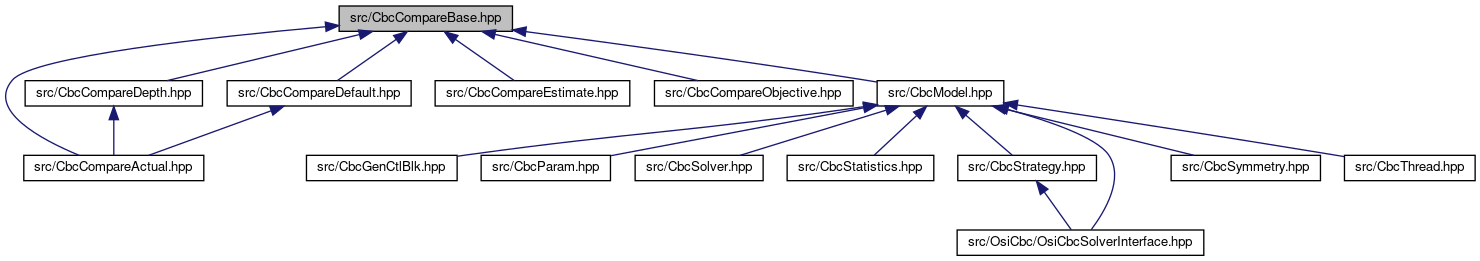 src/CbcCompareBase.hpp
src/CbcCompareDepth.hpp
src/CbcCompareDefault.hpp
src/CbcCompareEstimate.hpp
src/CbcCompareObjective.hpp
src/CbcModel.hpp
src/CbcCompareActual.hpp
src/CbcGenCtlBlk.hpp
src/CbcParam.hpp
src/CbcSolver.hpp
src/CbcStatistics.hpp
src/CbcStrategy.hpp
src/CbcSymmetry.hpp
src/CbcThread.hpp
src/OsiCbc/OsiCbcSolverInterface.hpp